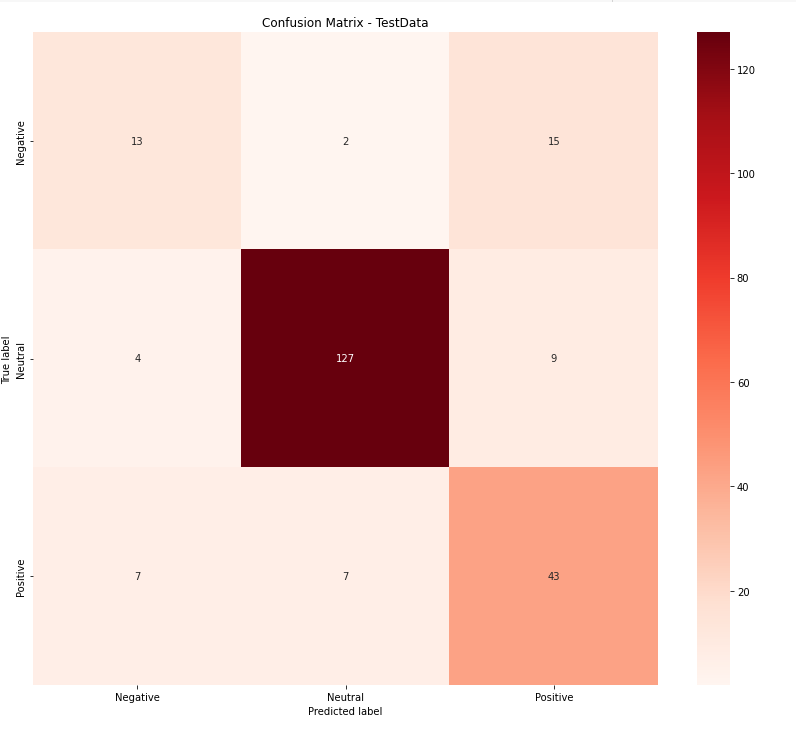 Confusion Matrix - TestData
120
Negative
13
2
15
100
80
True label
Neutral
4
127
9
60
40
Positive
7
7
43
20
Negative
Neutral
Positive
Predicted label